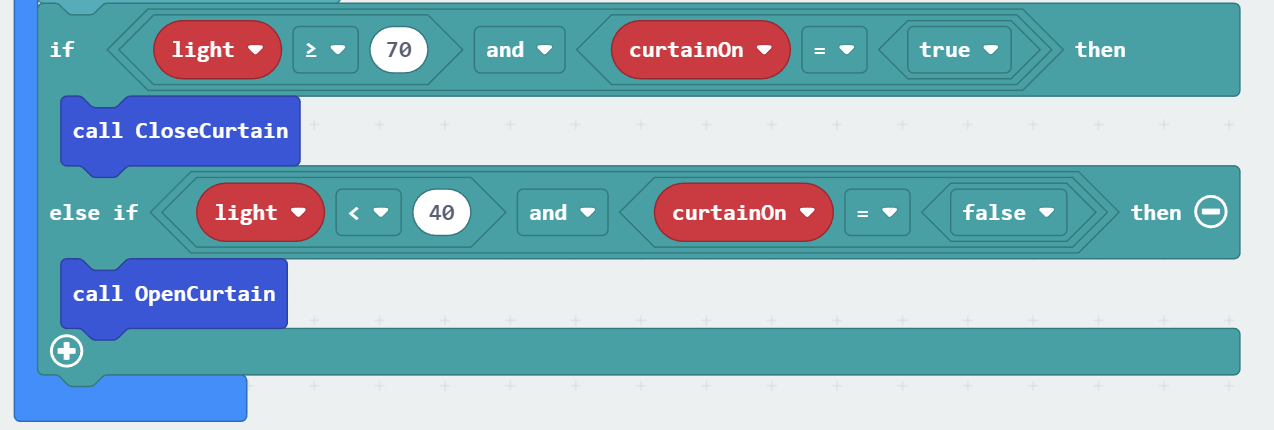 if light ≥ 70 and curtainOn = true then
call CloseCurtain
else if light < 40 and curtainOn = false then
call OpenCurtain